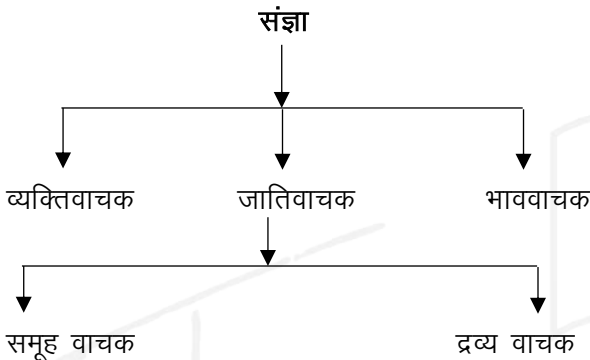 संज्ञा
व्यक्तिवाचक जातिवाचक भाववाचक
समूह वाचक द्रव्य वाचक